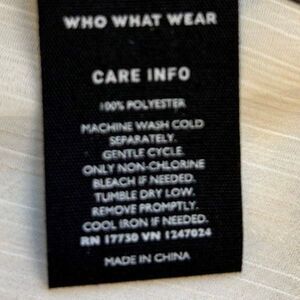 WHO WHAT WEAR
CARE INFO
100% POLYESTER
MACHINE WASH COLD
SEPARATELY.
GENTLE CYCLE.
ONLY NON-CHLORINE
BLEACH IF NEEDED.
TUMBLE DRY LOW.
REMOVE PROMPTLY.
COOL IRON IF NEEDED.
RN 17730 VN 1247024
MADE IN CHINA